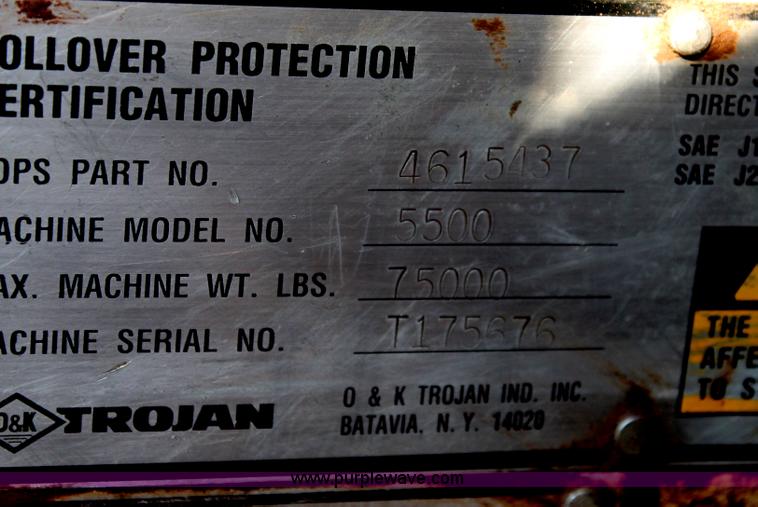 OLLOVER PROTECTION
ERTIFICATION
OPS PART NO. 4615437
ACHINE MODEL NO. 5500
AX. MACHINE WT. LBS. 75000
ACHINE SERIAL NO. T175676
O&K TROJAN
O & K TROJAN IND. INC.
BATAVIA, N.Y. 14020
THIS S
DIRECT
SAE J1
SAE J2
THE
AFFE
TO S
www.purplewave.com